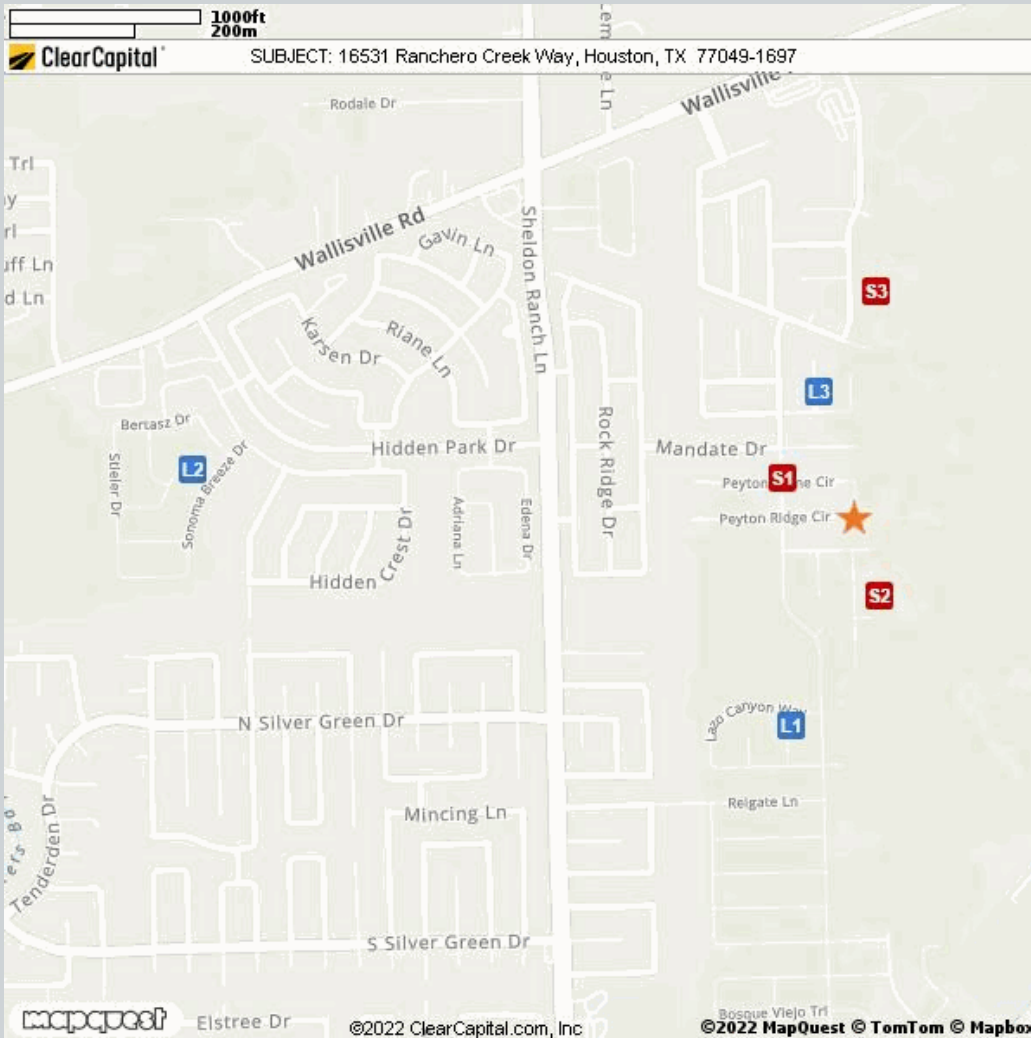 1000ft
200m
ClearCapital
SUBJECT: 16531 Ranchero Creek Way, Houston, TX 77049-1697
Wallisville
Rodale Dr
Trl
rl
d Ln
Ln
Wallisville Rd
Gavin Ln
Sheldon Ranch Ln
S3
Karsen Dr
Riane Ln
L3
Bertasz Dr
Hidden Park Dr
Rock Ridge Dr
Mandate Dr
L2
Stieler Dr
Sonoma Breeze Dr
Adriana Ln
Edena Dr
S1
Peyton
Cir
Peyton Ridge Cir
Hidden Crest Dr
S2
N Silver Green Dr
Lazo Canyon Way
L1
Mincing Ln
Reigate Ln
Tenderden Dr
S Silver Green Dr
Bosque Viejo Trl
mapquest
Elstree Dr
©2022 ClearCapital.com, Inc
©2022 MapQuest © TomTom © Mapbox